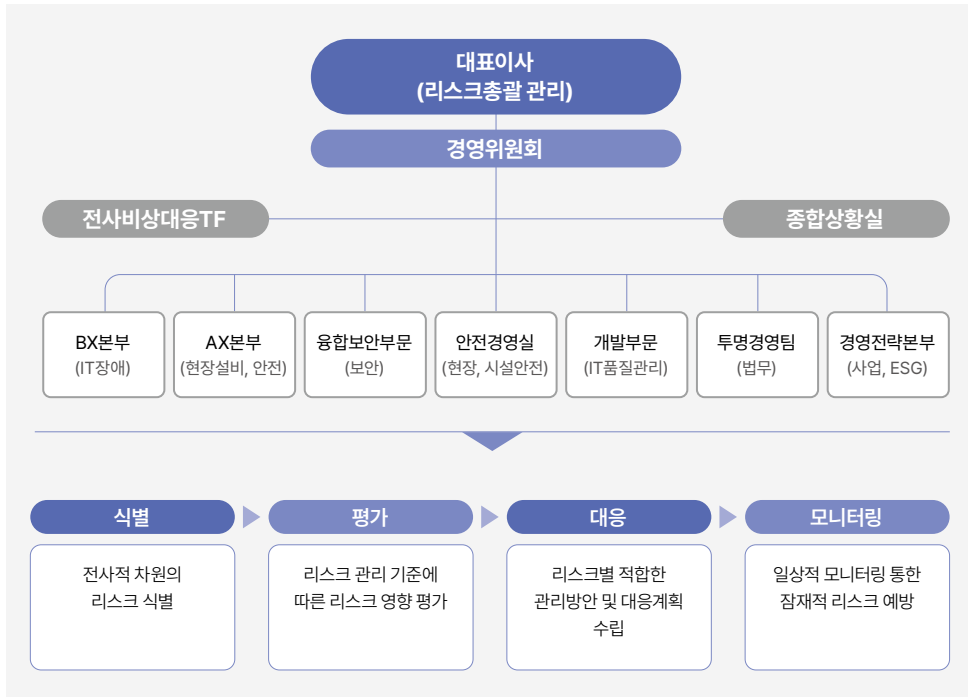 대표이사
(리스크총괄 관리)
경영위원회
전사비상대응TF
종합상황실
BX본부
(IT장애)
AX본부
(현장설비, 안전)
융합보안부문
(보안)
안전경영실
(현장, 시설안전)
개발부문
(IT품질관리)
투명경영팀
(법무)
경영전략본부
(사업, ESG)
식별
전사적 차원의
리스크 식별
평가
리스크 관리 기준에
따른 리스크 영향 평가
대응
리스크별 적합한
관리방안 및 대응계획
수립
모니터링
일상적 모니터링 통한
잠재적 리스크 예방